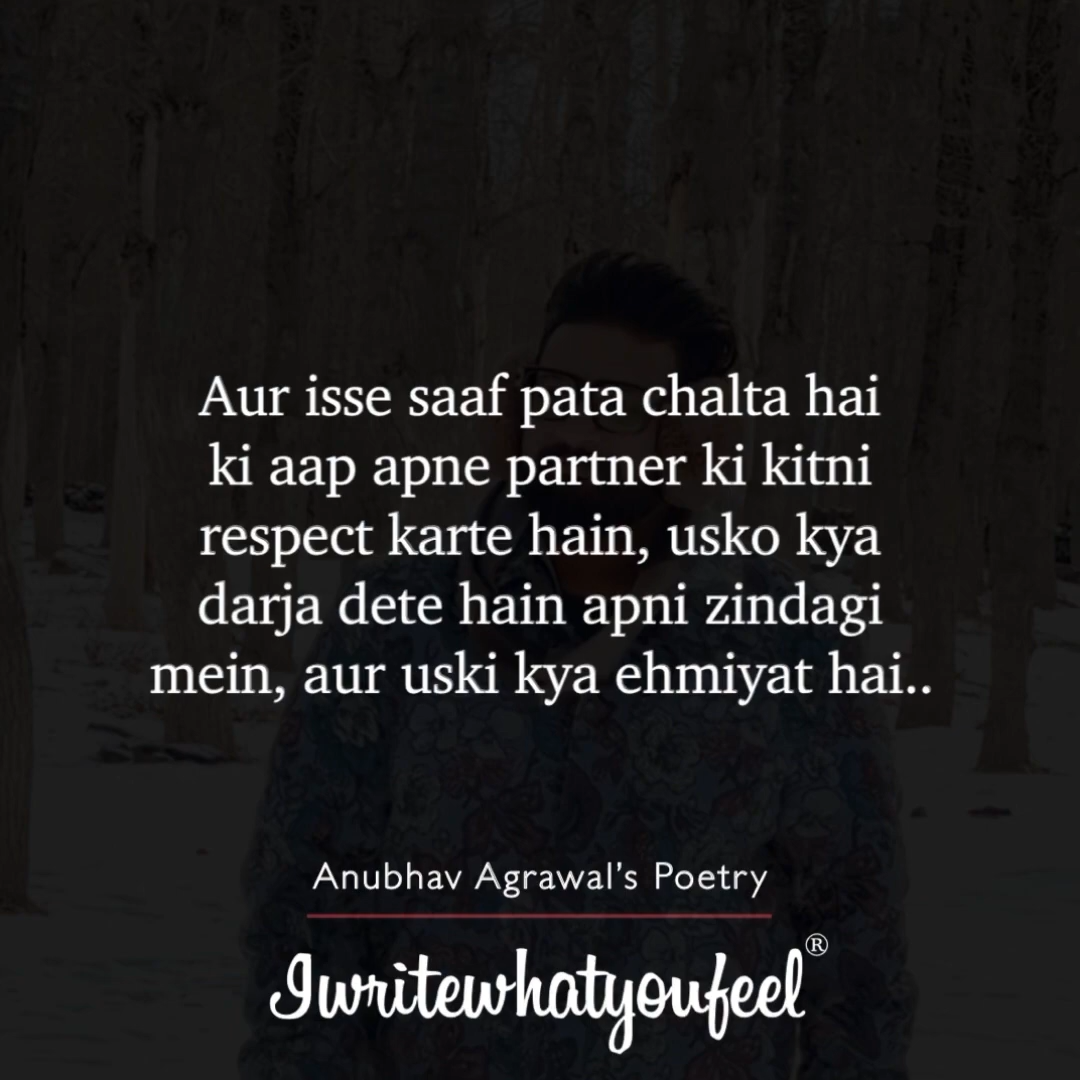 Aur isse saaf pata chalta hai
ki aap apne partner ki kitni
respect karte hain, usko kya
darja dete hain apni zindagi
mein, aur uski kya ehmiyat hai..
Anubhav Agrawal's Poetry
Iwritewhatyoufeel®